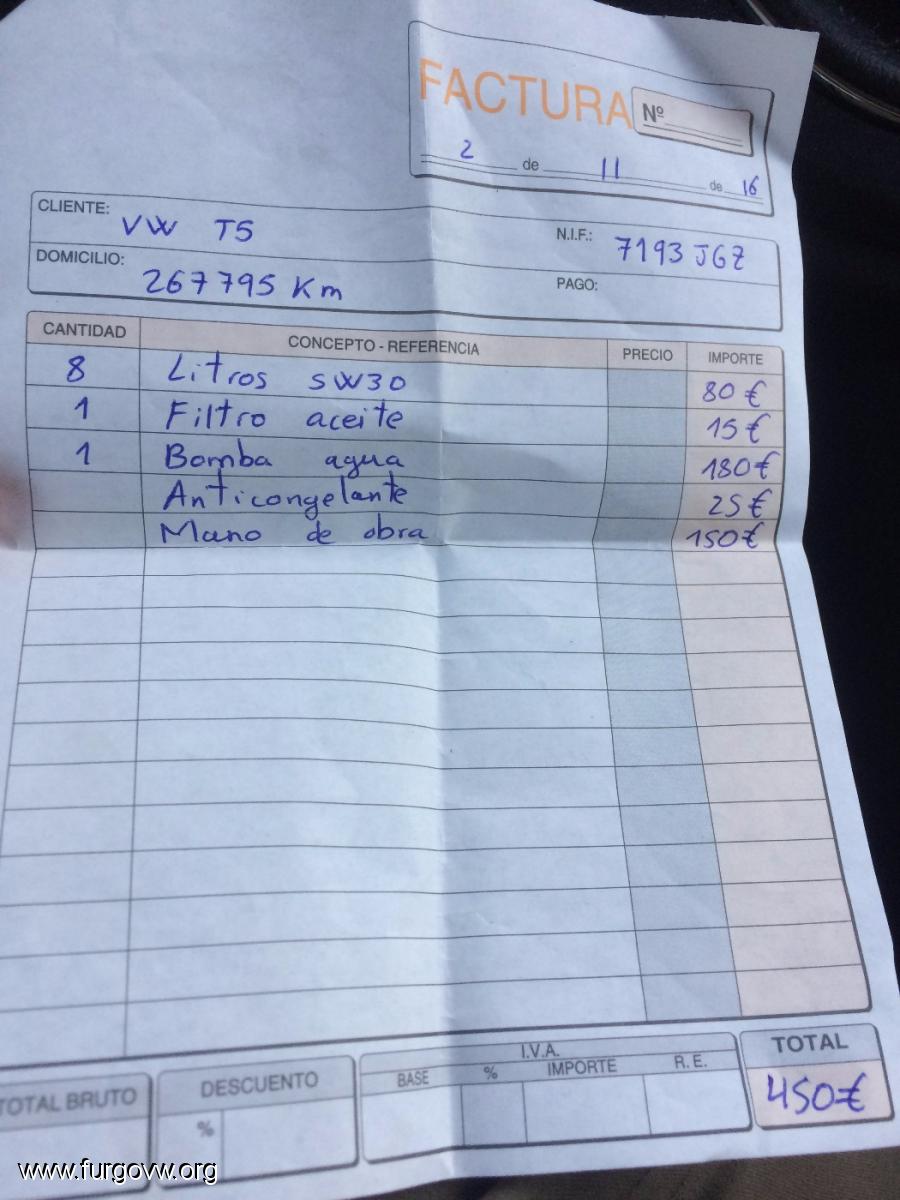 FACTURA Nº
2 de 11 de 16
CLIENTE: VW T5
N.I.F.: 7193 JGZ
DOMICILIO: 267795 Km
PAGO:
CANTIDAD CONCEPTO - REFERENCIA PRECIO IMPORTE
8 Litros 5W30 80 €
1 Filtro aceite 15 €
1 Bomba agua 180 €
Anticongelante 25 €
Mano de obra 150 €
TOTAL BRUTO DESCUENTO I.V.A. TOTAL
% BASE % IMPORTE R. E. 450 €
www.furgovw.org